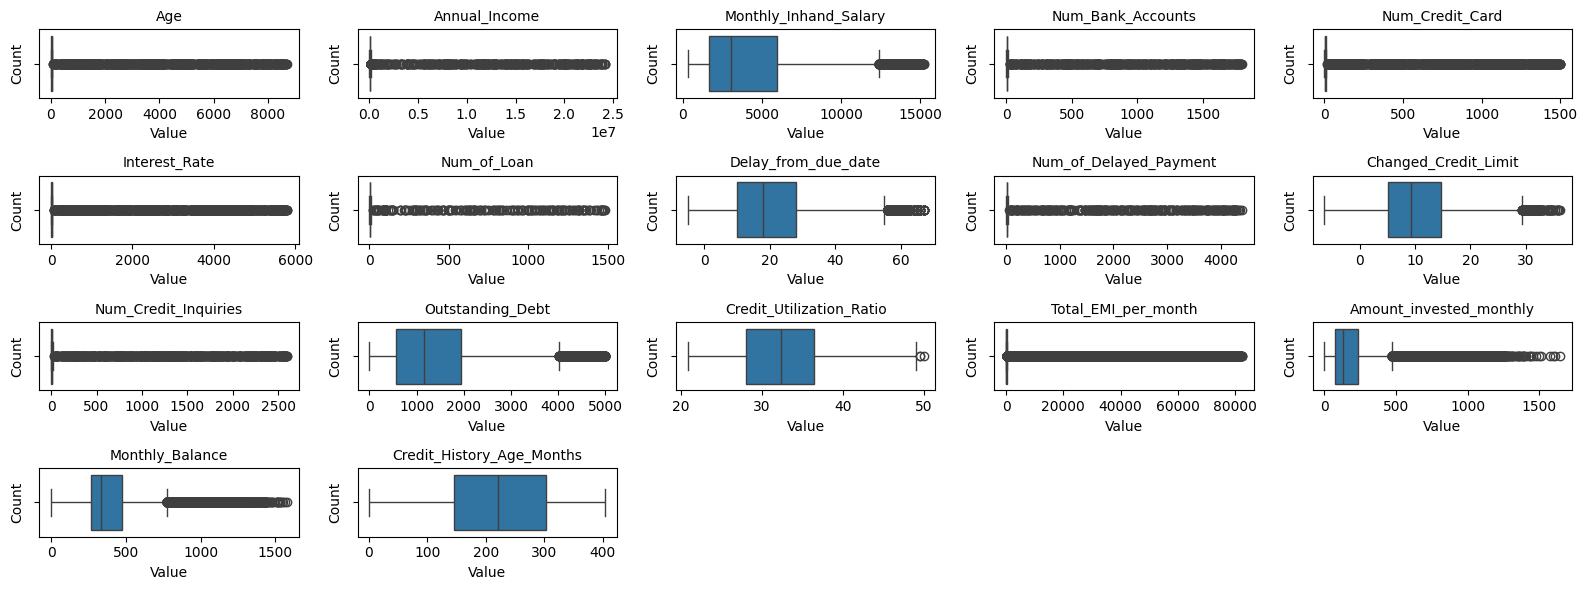 Age
Count
0 2000 4000 6000 8000
Value
Annual_Income
Count
0.0 0.5 1.0 1.5 2.0 2.5
Value
1e7
Monthly_Inhand_Salary
Count
0 5000 10000 15000
Value
Num_Bank_Accounts
Count
0 500 1000 1500
Value
Num_Credit_Card
Count
0 500 1000 1500
Value
Interest_Rate
Count
0 2000 4000 6000
Value
Num_of_Loan
Count
0 500 1000 1500
Value
Delay_from_due_date
Count
0 20 40 60
Value
Num_of_Delayed_Payment
Count
0 1000 2000 3000 4000
Value
Changed_Credit_Limit
Count
0 10 20 30
Value
Num_Credit_Inquiries
Count
0 500 1000 1500 2000 2500
Value
Outstanding_Debt
Count
0 1000 2000 3000 4000 5000
Value
Credit_Utilization_Ratio
Count
20 30 40 50
Value
Total_EMI_per_month
Count
0 20000 40000 60000 80000
Value
Amount_invested_monthly
Count
0 500 1000 1500
Value
Monthly_Balance
Count
0 500 1000 1500
Value
Credit_History_Age_Months
Count
0 100 200 300 400
Value